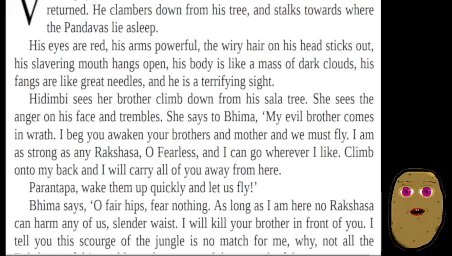 V
returned. He clambers down from his tree, and stalks towards where
the Pandavas lie asleep.
His eyes are red, his arms powerful, the wiry hair on his head sticks out,
his slavering mouth hangs open, his body is like a mass of dark clouds, his
fangs are like great needles, and he is a terrifying sight.
Hidimbi sees her brother climb down from his sala tree. She sees the
anger on his face and trembles. She says to Bhima, ‘My evil brother comes
in wrath. I beg you awaken your brothers and mother and we must fly. I am
as strong as any Rakshasa, O Fearless, and I can go wherever I like. Climb
onto my back and I will carry all of you away from here.
Parantapa, wake them up quickly and let us fly!’
Bhima says, ‘O fair hips, fear nothing. As long as I am here no Rakshasa
can harm any of us, slender waist. I will kill your brother in front of you. I
tell you this scourge of the jungle is no match for me, why, not all the